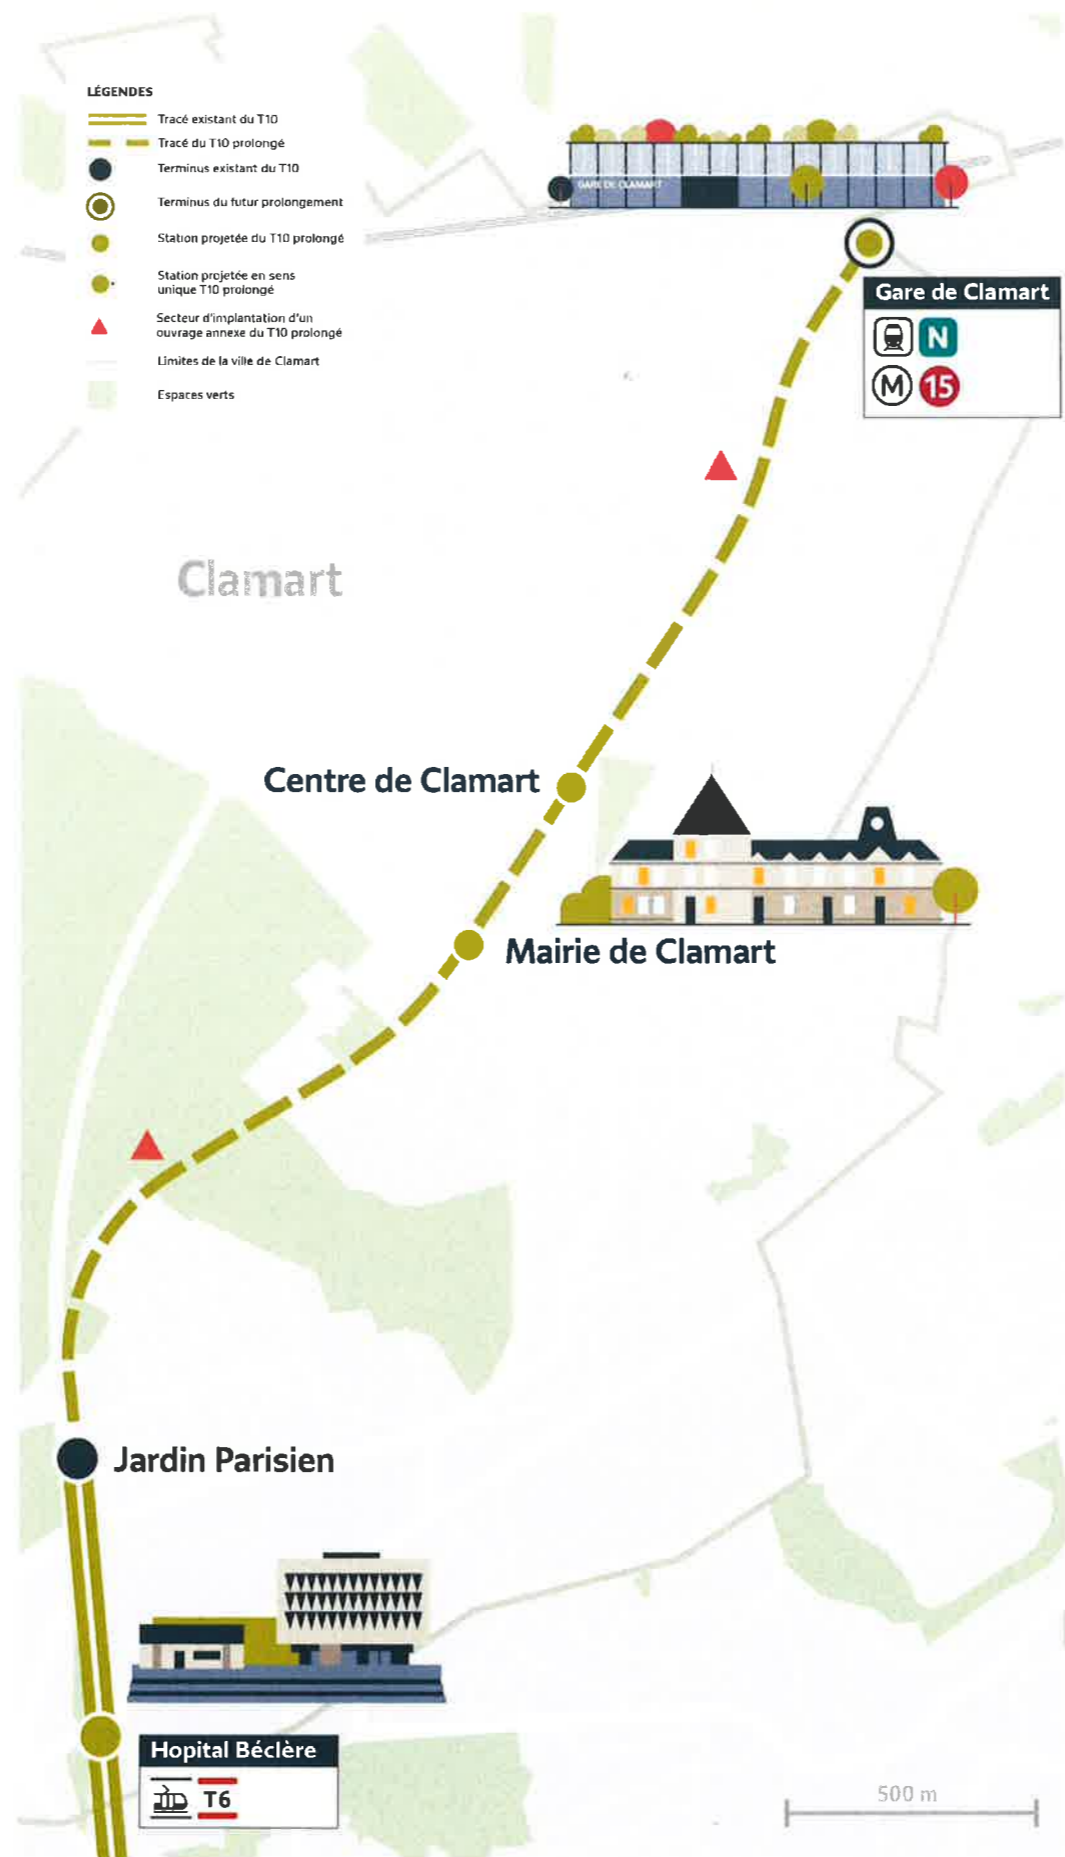 LÉGENDES
Tracé existant du T10
Tracé du T10 prolongé
Terminus existant du T10
Terminus du futur prolongement
Station projetée du T10 prolongé
Station projetée en sens
unique T10 prolongé
Secteur d'implantation d'un
ouvrage annexe du T10 prolongé
Limites de la ville de Clamart
Espaces verts
GARE DE CLAMART
Gare de Clamart
N
M 15
Clamart
Centre de Clamart
Mairie de Clamart
Jardin Parisien
Hopital Béclère
T6
500 m